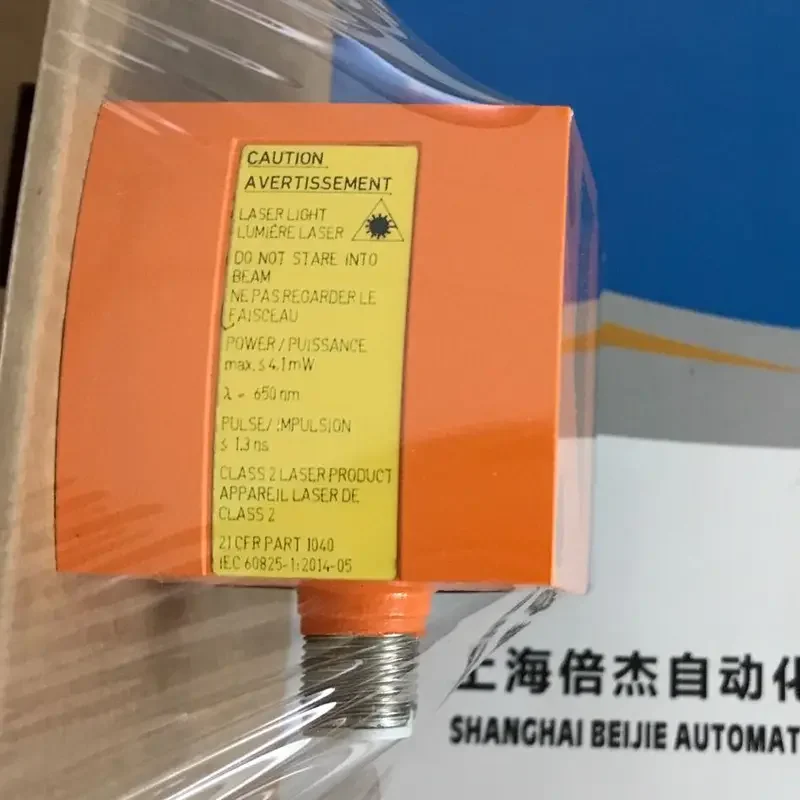 CAUTION
AVERTISSEMENT
LASER LIGHT
LUMIÈRE LASER
DO NOT STARE INTO
BEAM
NE PAS REGARDER LE
FAISCEAU
POWER / PUISSANCE
max. ≤ 4,1 mW
λ = 650 nm
PULSE/ IMPULSION
≤ 1.3 ns
CLASS 2 LASER PRODUCT
APPAREIL LASER DE
CLASS 2
21 CFR PART 1040
IEC 60825-1:2014-05
上海倍杰自动化
SHANGHAI BEIJIE AUTOMAT